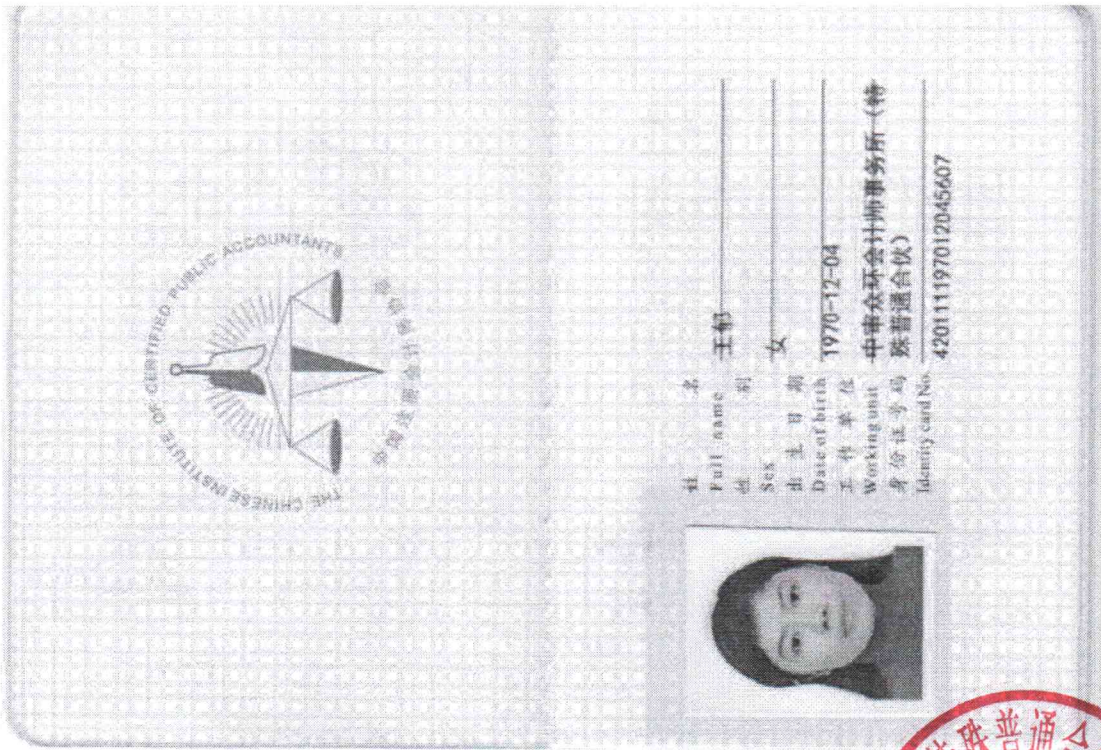 THE CHINESE INSTITUTE OF CERTIFIED PUBLIC ACCOUNTANTS
中国注册会计师协会
姓 名
Full name 王郁
性 别
Sex 女
出 生 日 期
Date of birth 1970-12-04
工 作 单 位
Working unit 中审众环会计师事务所（特
殊普通合伙）
身 份 证 号 码
Identity card No. 420111197012045607
殊普通合